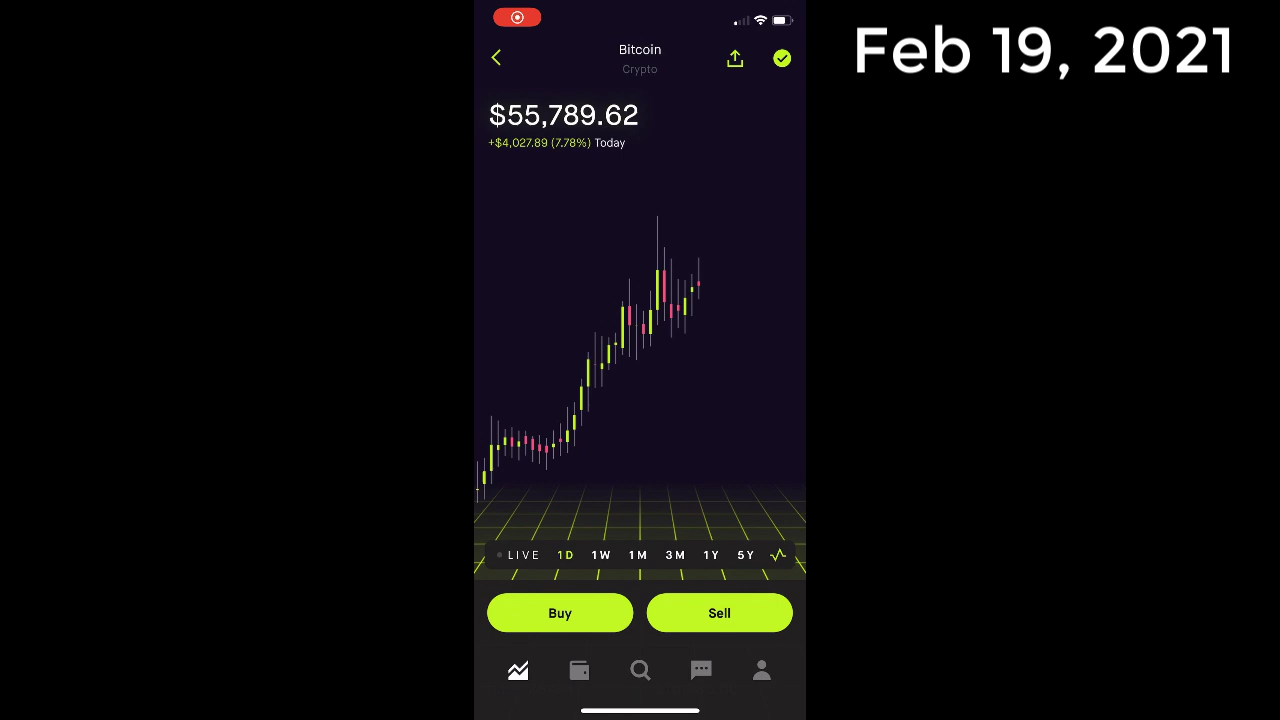 Feb 19, 2021
Bitcoin
Crypto
$55,789.62
+$4,027.89 (7.78%) Today
LIVE 1D 1W 1M 3M 1Y 5Y
Buy Sell